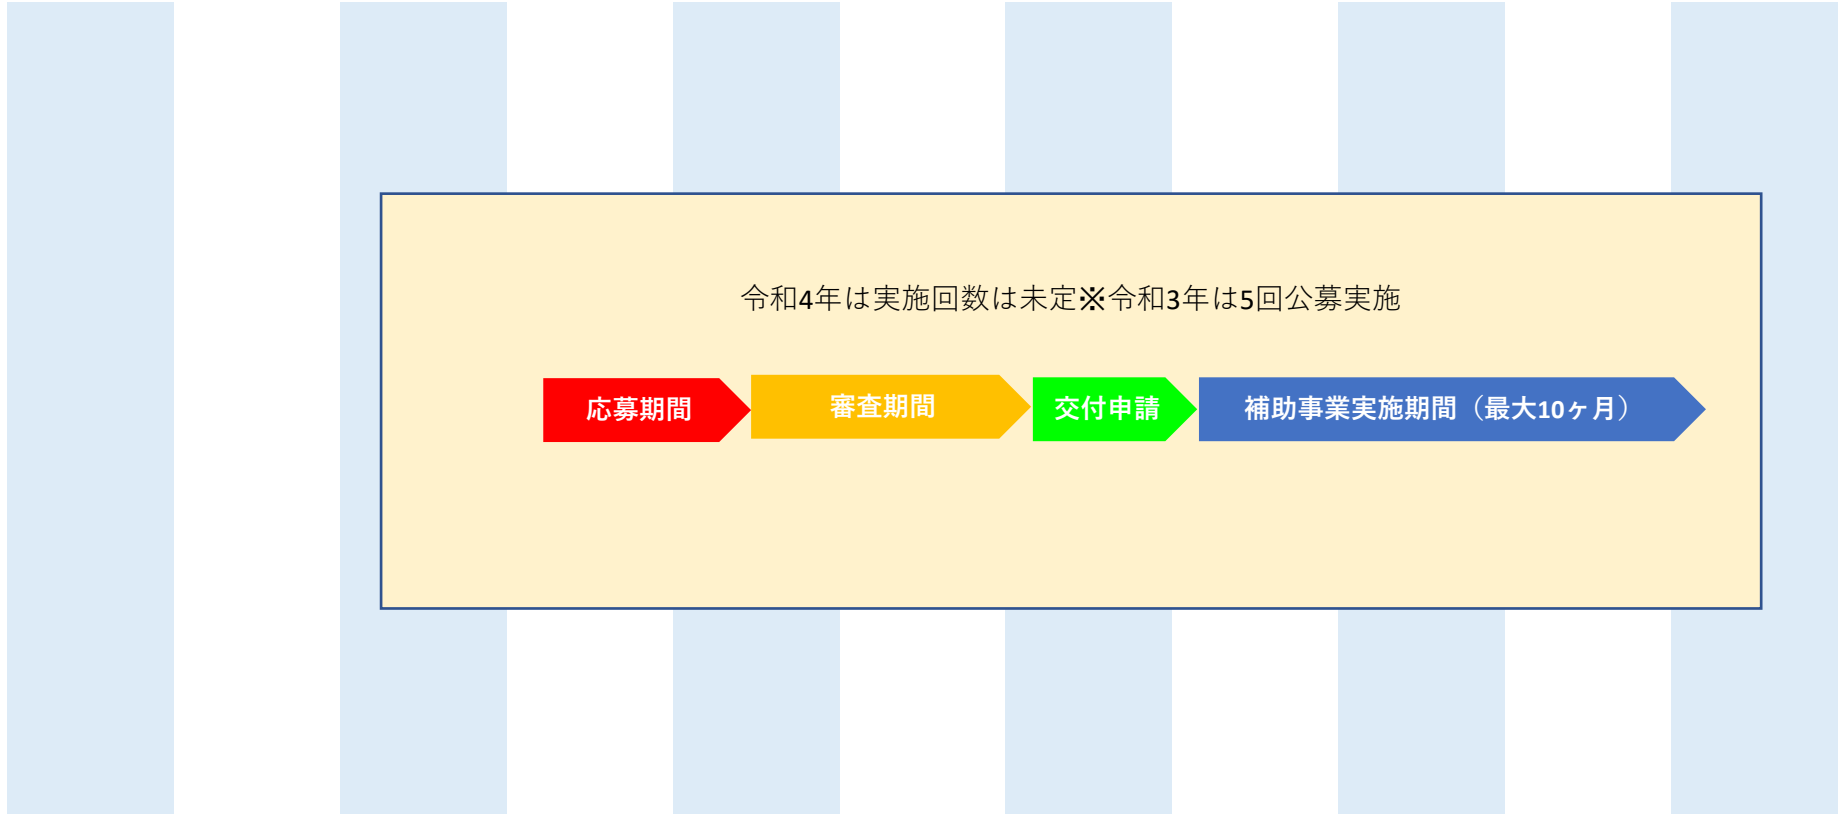 令和4年は実施回数は未定※令和3年は5回公募実施
応募期間
審査期間
交付申請
補助事業実施期間（最大10ヶ月）